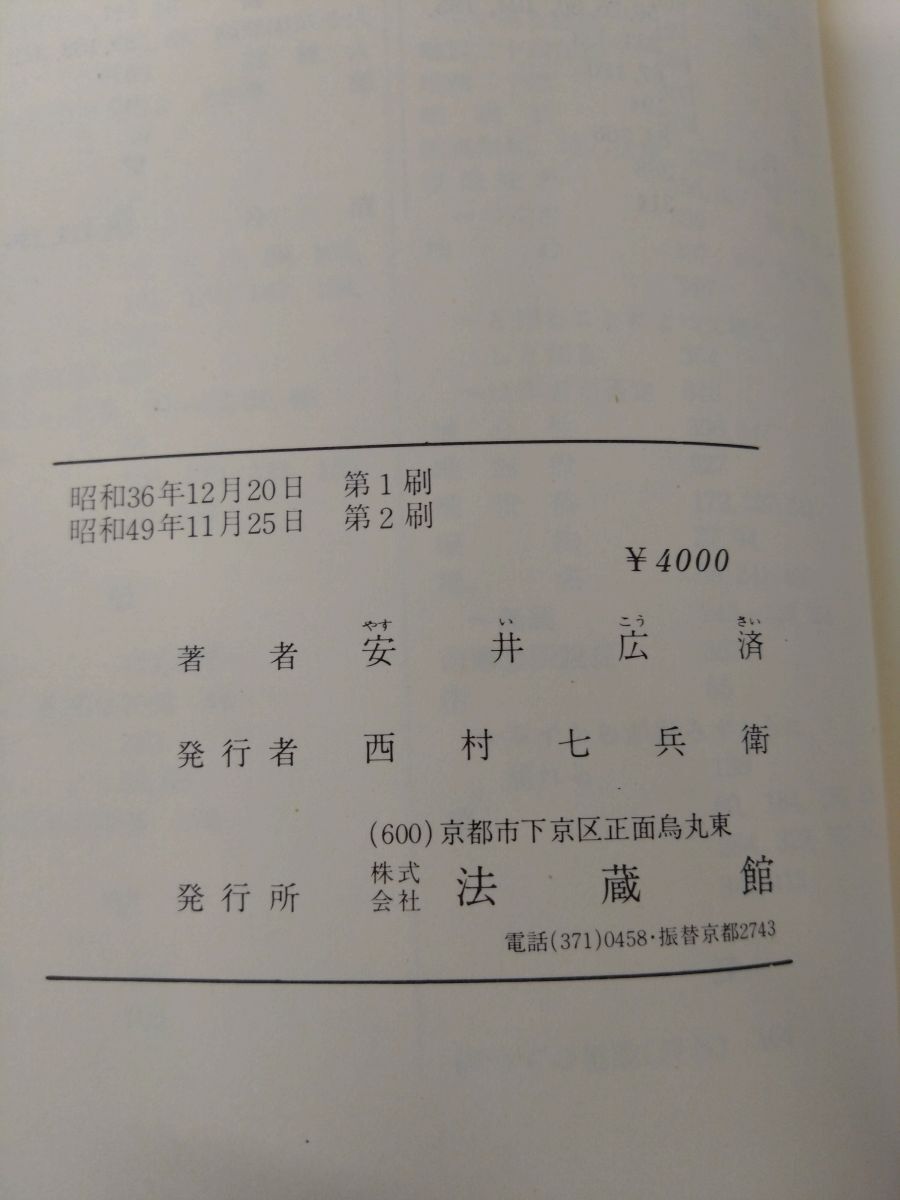 昭和36年12月20日 第1刷
昭和49年11月25日 第2刷
¥4000
やす い こう さい
著者 安井広済
発行者 西村七兵衛
(600)京都市下京区正面烏丸東
発行所 株式会社 法蔵館
電話(371)0458・振替京都2743